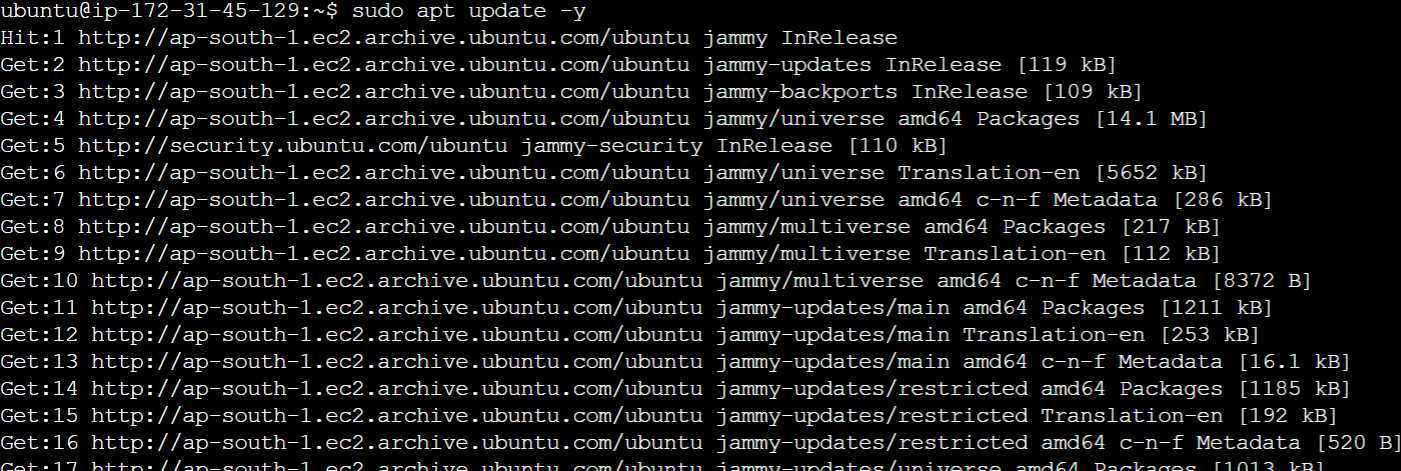 ubuntu@ip-172-31-45-129:~$ sudo apt update -y
Hit:1 http://ap-south-1.ec2.archive.ubuntu.com/ubuntu jammy InRelease
Get:2 http://ap-south-1.ec2.archive.ubuntu.com/ubuntu jammy-updates InRelease [119 kB]
Get:3 http://ap-south-1.ec2.archive.ubuntu.com/ubuntu jammy-backports InRelease [109 kB]
Get:4 http://ap-south-1.ec2.archive.ubuntu.com/ubuntu jammy/universe amd64 Packages [14.1 MB]
Get:5 http://security.ubuntu.com/ubuntu jammy-security InRelease [110 kB]
Get:6 http://ap-south-1.ec2.archive.ubuntu.com/ubuntu jammy/universe Translation-en [5652 kB]
Get:7 http://ap-south-1.ec2.archive.ubuntu.com/ubuntu jammy/universe amd64 c-n-f Metadata [286 kB]
Get:8 http://ap-south-1.ec2.archive.ubuntu.com/ubuntu jammy/multiverse amd64 Packages [217 kB]
Get:9 http://ap-south-1.ec2.archive.ubuntu.com/ubuntu jammy/multiverse Translation-en [112 kB]
Get:10 http://ap-south-1.ec2.archive.ubuntu.com/ubuntu jammy/multiverse amd64 c-n-f Metadata [8372 B]
Get:11 http://ap-south-1.ec2.archive.ubuntu.com/ubuntu jammy-updates/main amd64 Packages [1211 kB]
Get:12 http://ap-south-1.ec2.archive.ubuntu.com/ubuntu jammy-updates/main Translation-en [253 kB]
Get:13 http://ap-south-1.ec2.archive.ubuntu.com/ubuntu jammy-updates/main amd64 c-n-f Metadata [16.1 kB]
Get:14 http://ap-south-1.ec2.archive.ubuntu.com/ubuntu jammy-updates/restricted amd64 Packages [1185 kB]
Get:15 http://ap-south-1.ec2.archive.ubuntu.com/ubuntu jammy-updates/restricted Translation-en [192 kB]
Get:16 http://ap-south-1.ec2.archive.ubuntu.com/ubuntu jammy-updates/restricted amd64 c-n-f Metadata [520 B]
Get:17 http://ap-south-1.ec2.archive.ubuntu.com/ubuntu jammy-updates/universe amd64 Packages [1013 kB]